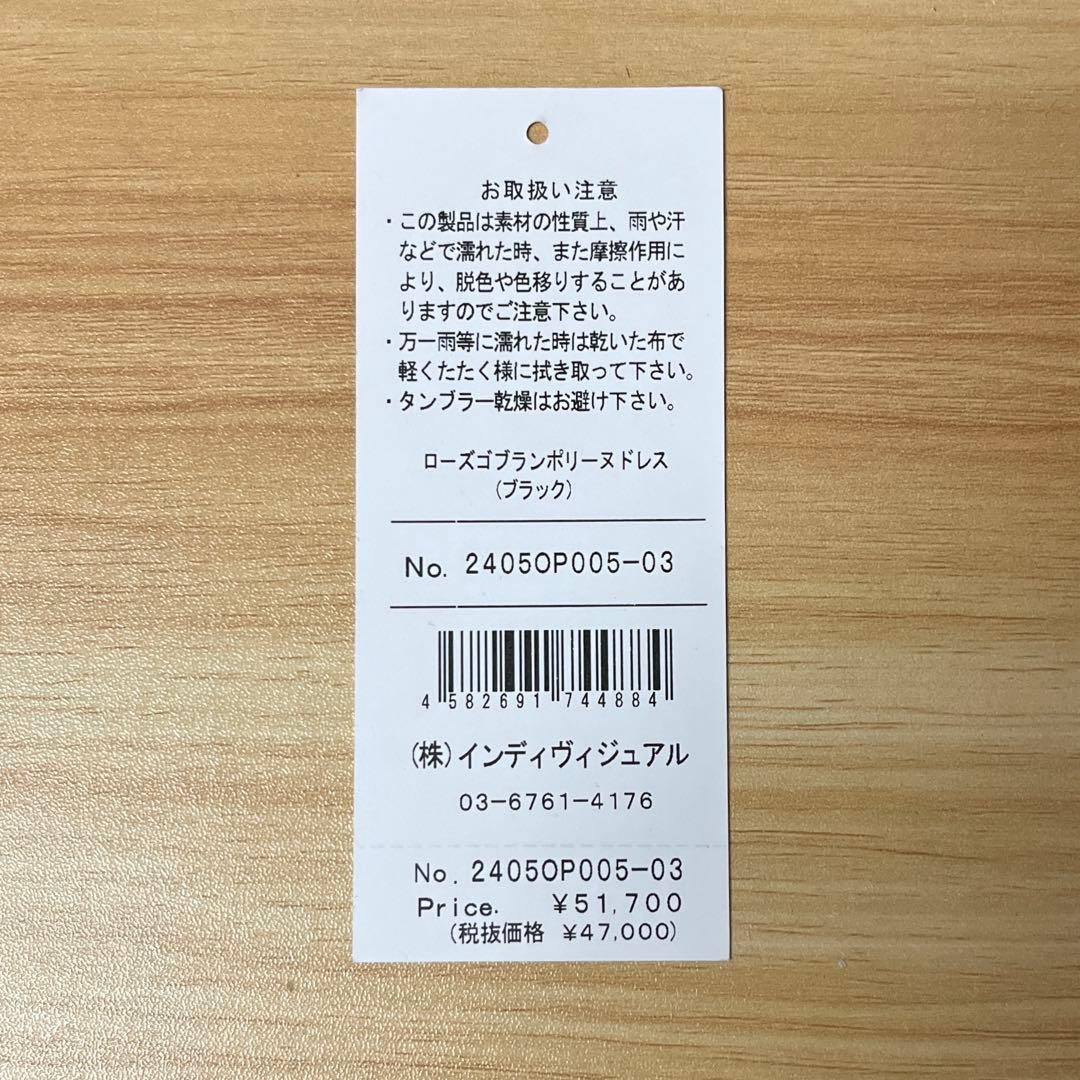 お取扱い注意
・この製品は素材の性質上、雨や汗
などで濡れた時、また摩擦作用に
より、脱色や色移りすることがあ
りますのでご注意下さい。
・万一雨等に濡れた時は乾いた布で
軽くたたく様に拭き取って下さい。
・タンブラー乾燥はお避け下さい。
ローズゴブランポリーヌドレス
（ブラック）
No. 2405OP005-03
4 582691 744884
（株）インディヴィジュアル
03-6761-4176
No. 2405OP005-03
Price. ¥51,700
（税抜価格 ¥47,000）